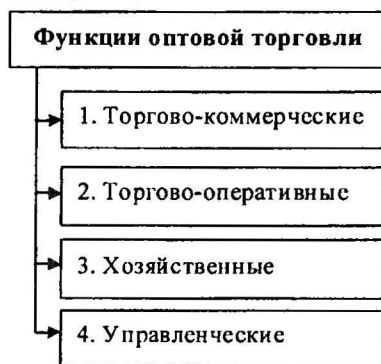 Функции оптовой торговли
1. Торгово-коммерческие
2. Торгово-оперативные
3. Хозяйственные
4. Управленческие